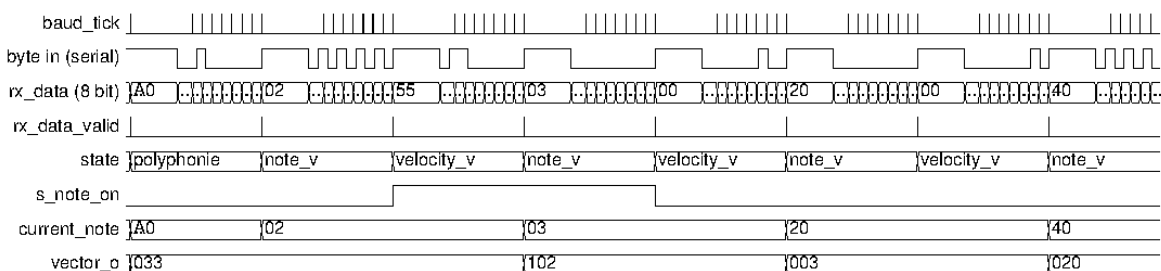 baud_tick
byte in (serial)
rx_data (8 bit) A0 02 55 03 00 20 00 40
rx_data_valid
state polyphonie note_v velocity_v note_v velocity_v note_v velocity_v note_v
s_note_on
current_note A0 02 03 20 40
vector_o 033 102 003 020